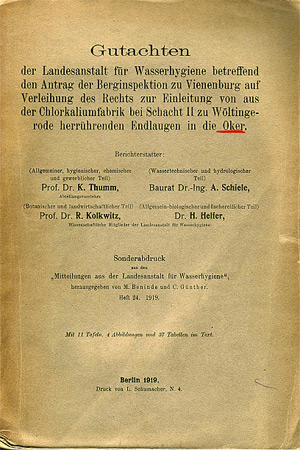 Gutachten
der Landesanstalt für Wasserhygiene betreffend
den Antrag der Berginspektion zu Vienenburg auf
Verleihung des Rechts zur Einleitung von aus
der Chlorkaliumfabrik bei Schacht II zu Wöltinge-
rode herrührenden Endlaugen in die Oker.
Berichterstatter:
(Allgemeiner, hygienischer, chemischer
und gewerblicher Teil)
Prof. Dr. K. Thumm,
Abteilungsvorsteher
(Wassertechnischer und hydrologischer
Teil)
Baurat Dr.-Ing. A. Schiele,
(Botanischer und landwirtschaftlicher Teil)
Prof. Dr. R. Kolkwitz,
(Allgemein-biologischer und fischereilicher Teil)
Dr. H. Helfer,
Wissenschaftliche Mitglieder der Landesanstalt für Wasserhygiene.
Sonderabdruck
aus den
„Mitteilungen aus der Landesanstalt für Wasserhygiene“,
herausgegeben von M. Beninde und C. Günther.
Heft 24. 1919.
Mit 11 Tafeln, 4 Abbildungen und 37 Tabellen im Text.
Berlin 1919.
Druck von L. Schumacher, N. 4.